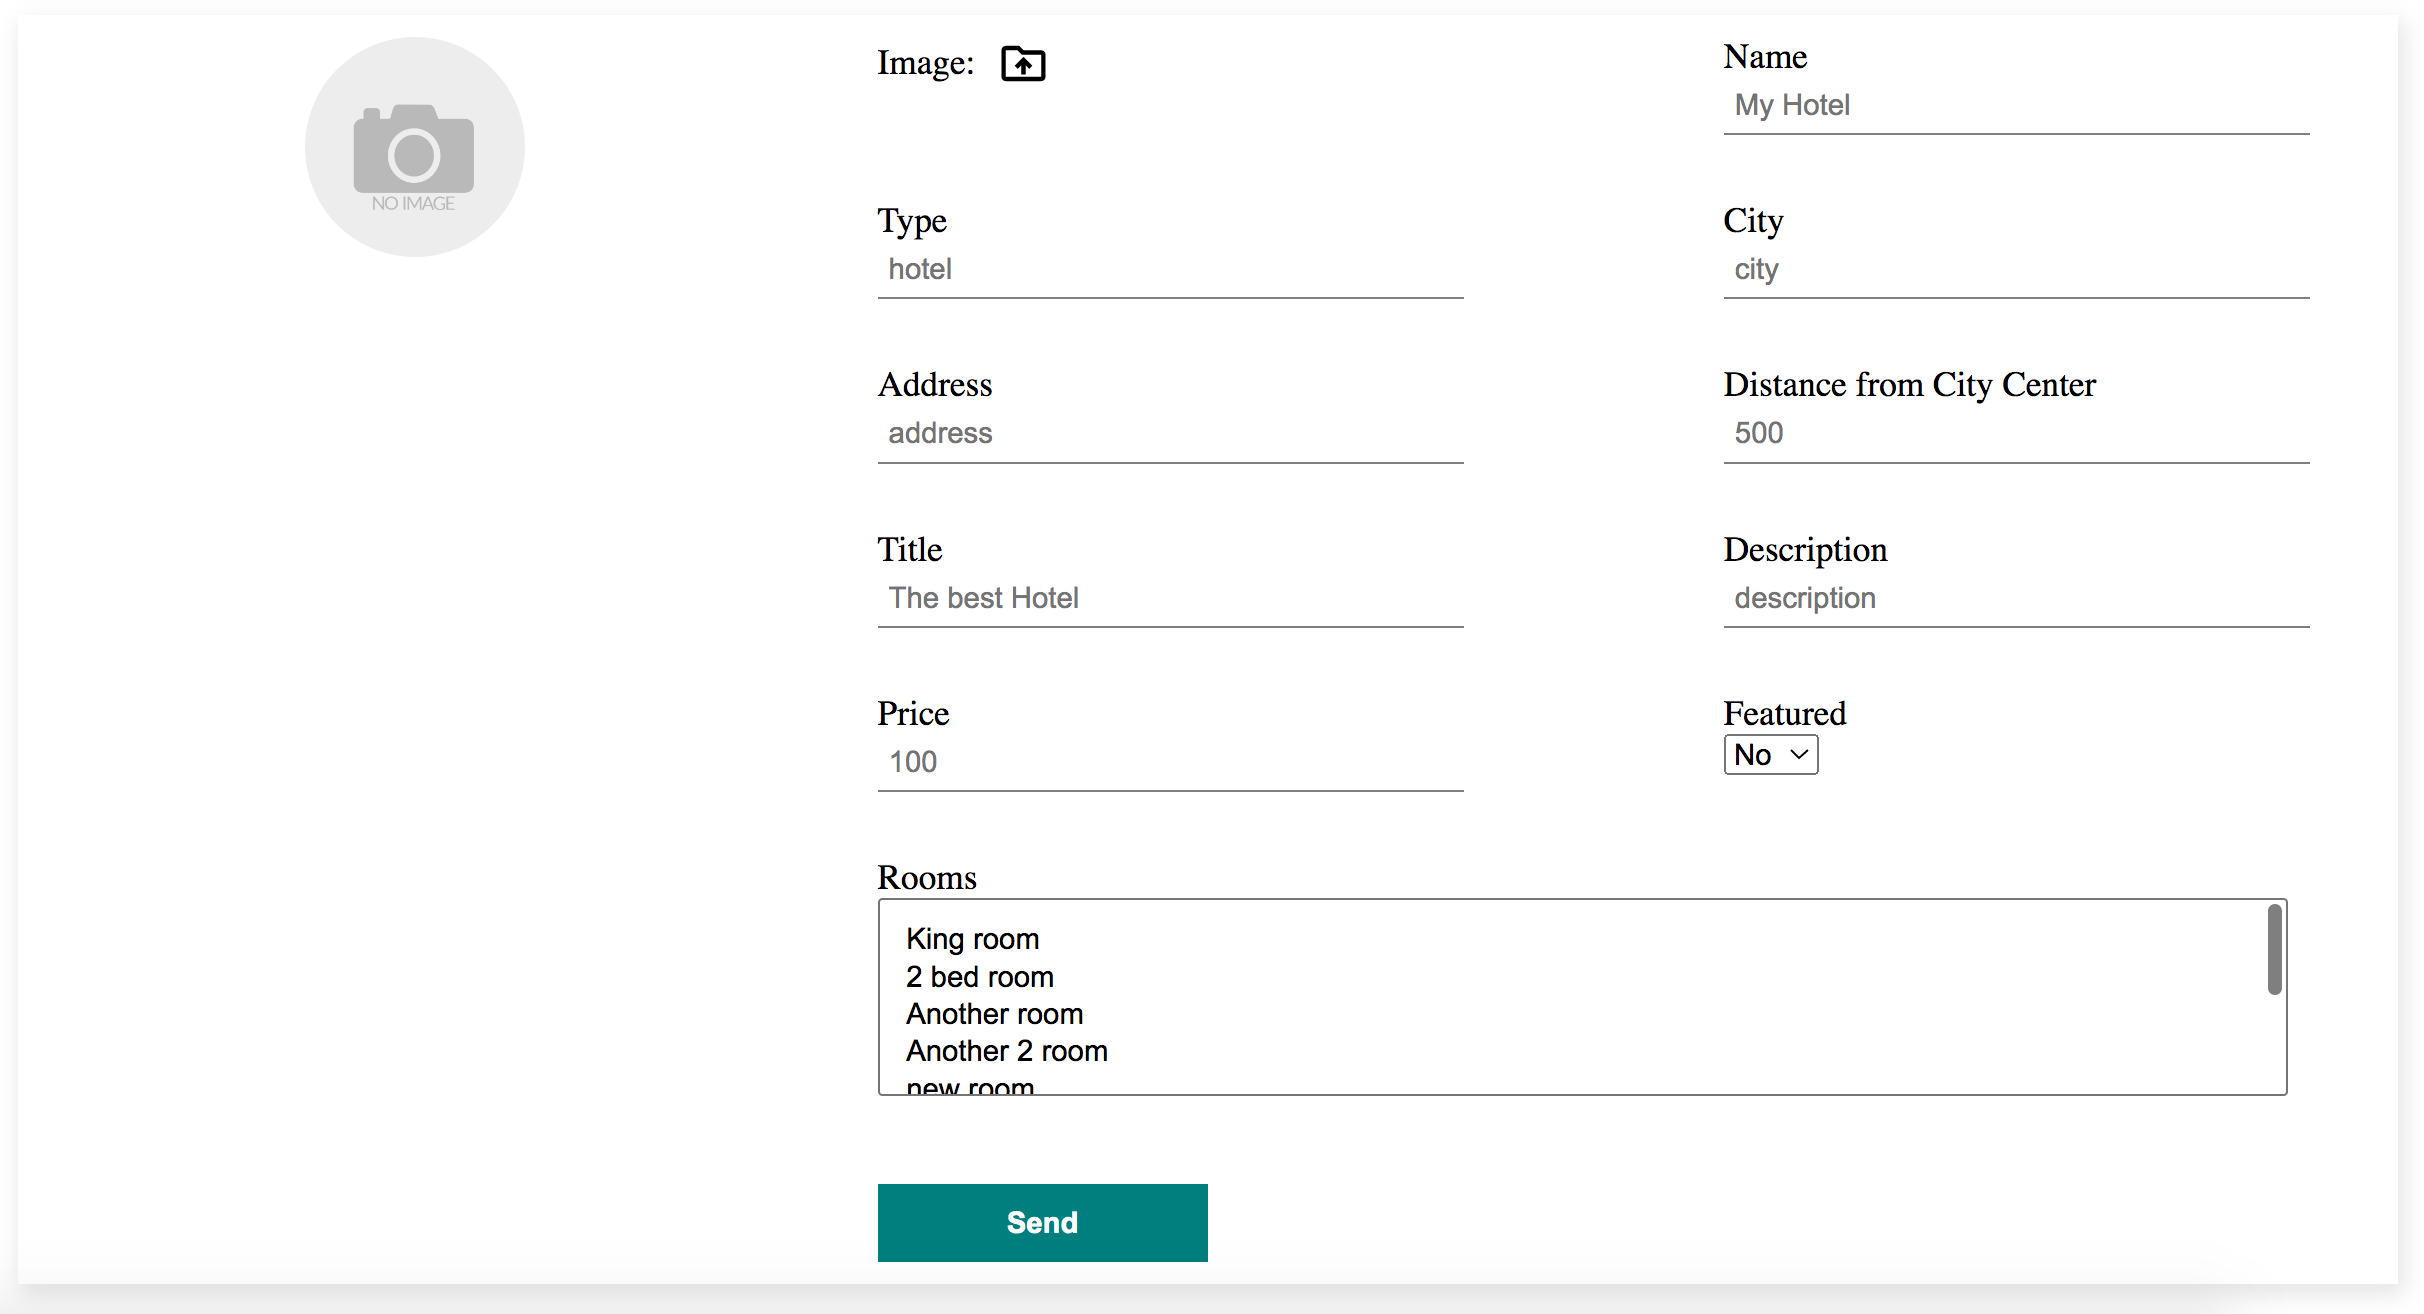 NO IMAGE
Image:
Name
My Hotel
Type
hotel
City
city
Address
address
Distance from City Center
500
Title
The best Hotel
Description
description
Price
100
Featured
No
Rooms
King room
2 bed room
Another room
Another 2 room
new room
Send